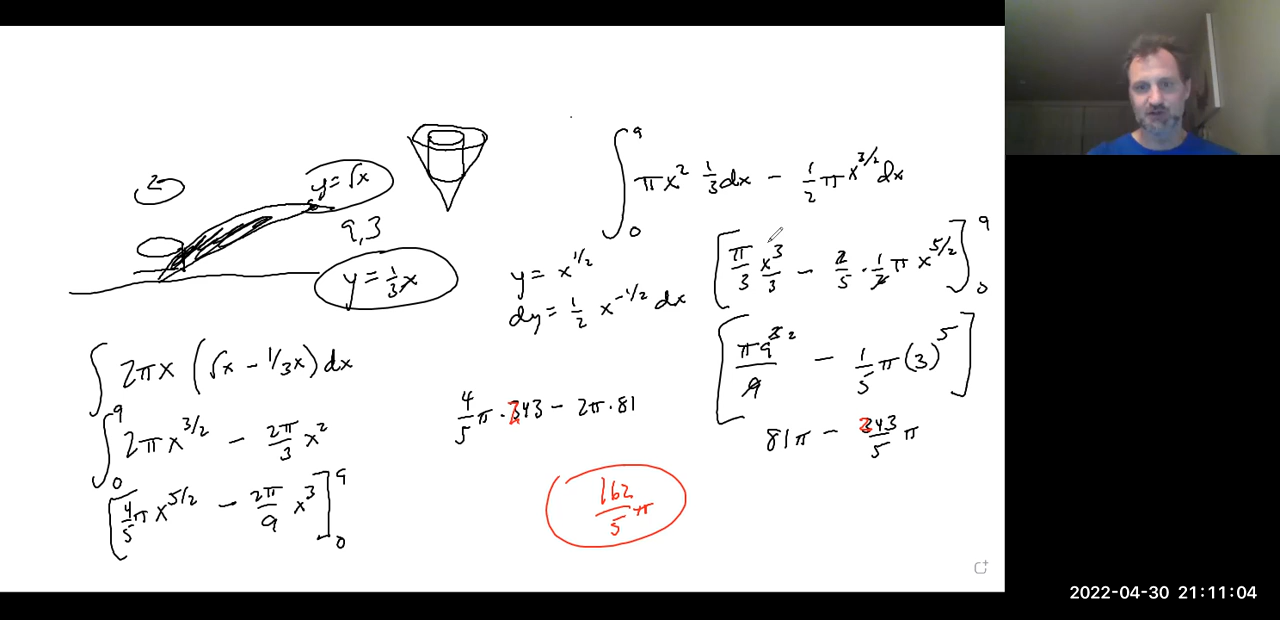 y = √x
9,3
y = 1/3 x
∫ 2πx (√x − 1/3x) dx
∫₀⁹ 2πx^3/2 − 2π/3 x²
[4/5 π x^5/2 − 2π/9 x³]₀⁹
y = x^1/2
dy = 1/2 x^−1/2 dx
4/5 π · 243 − 2π · 81
162/5 π
∫₀⁹ πx² 1/3 dx − 1/2 π x^3/2 dx
[π/3 x³/3 − 2/5 · 1/2 π x^5/2]₀⁹
[π9²/9 − 1/5 π (3)⁵]
81π − 243/5 π
2022-04-30 21:11:04